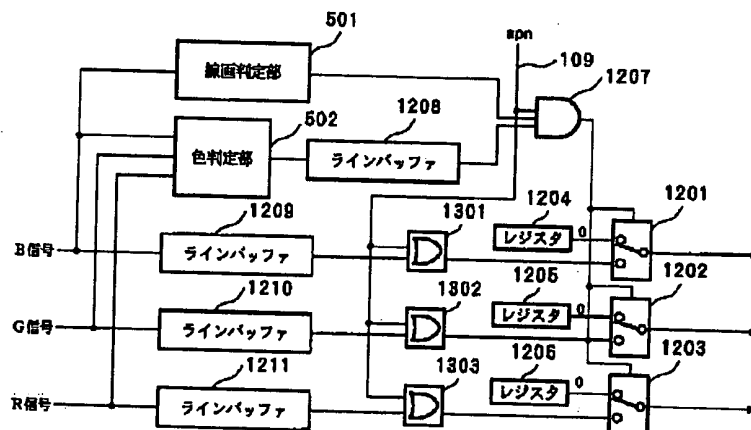 501
spn
109
1207
線画判定部
502
1208
色判定部
ラインバッファ
1209
1301
1204
0
1201
レジスタ
B信号
ラインバッファ
1210
1302
1205
0
1202
レジスタ
G信号
ラインバッファ
1211
1303
1206
0
1203
レジスタ
R信号
ラインバッファ